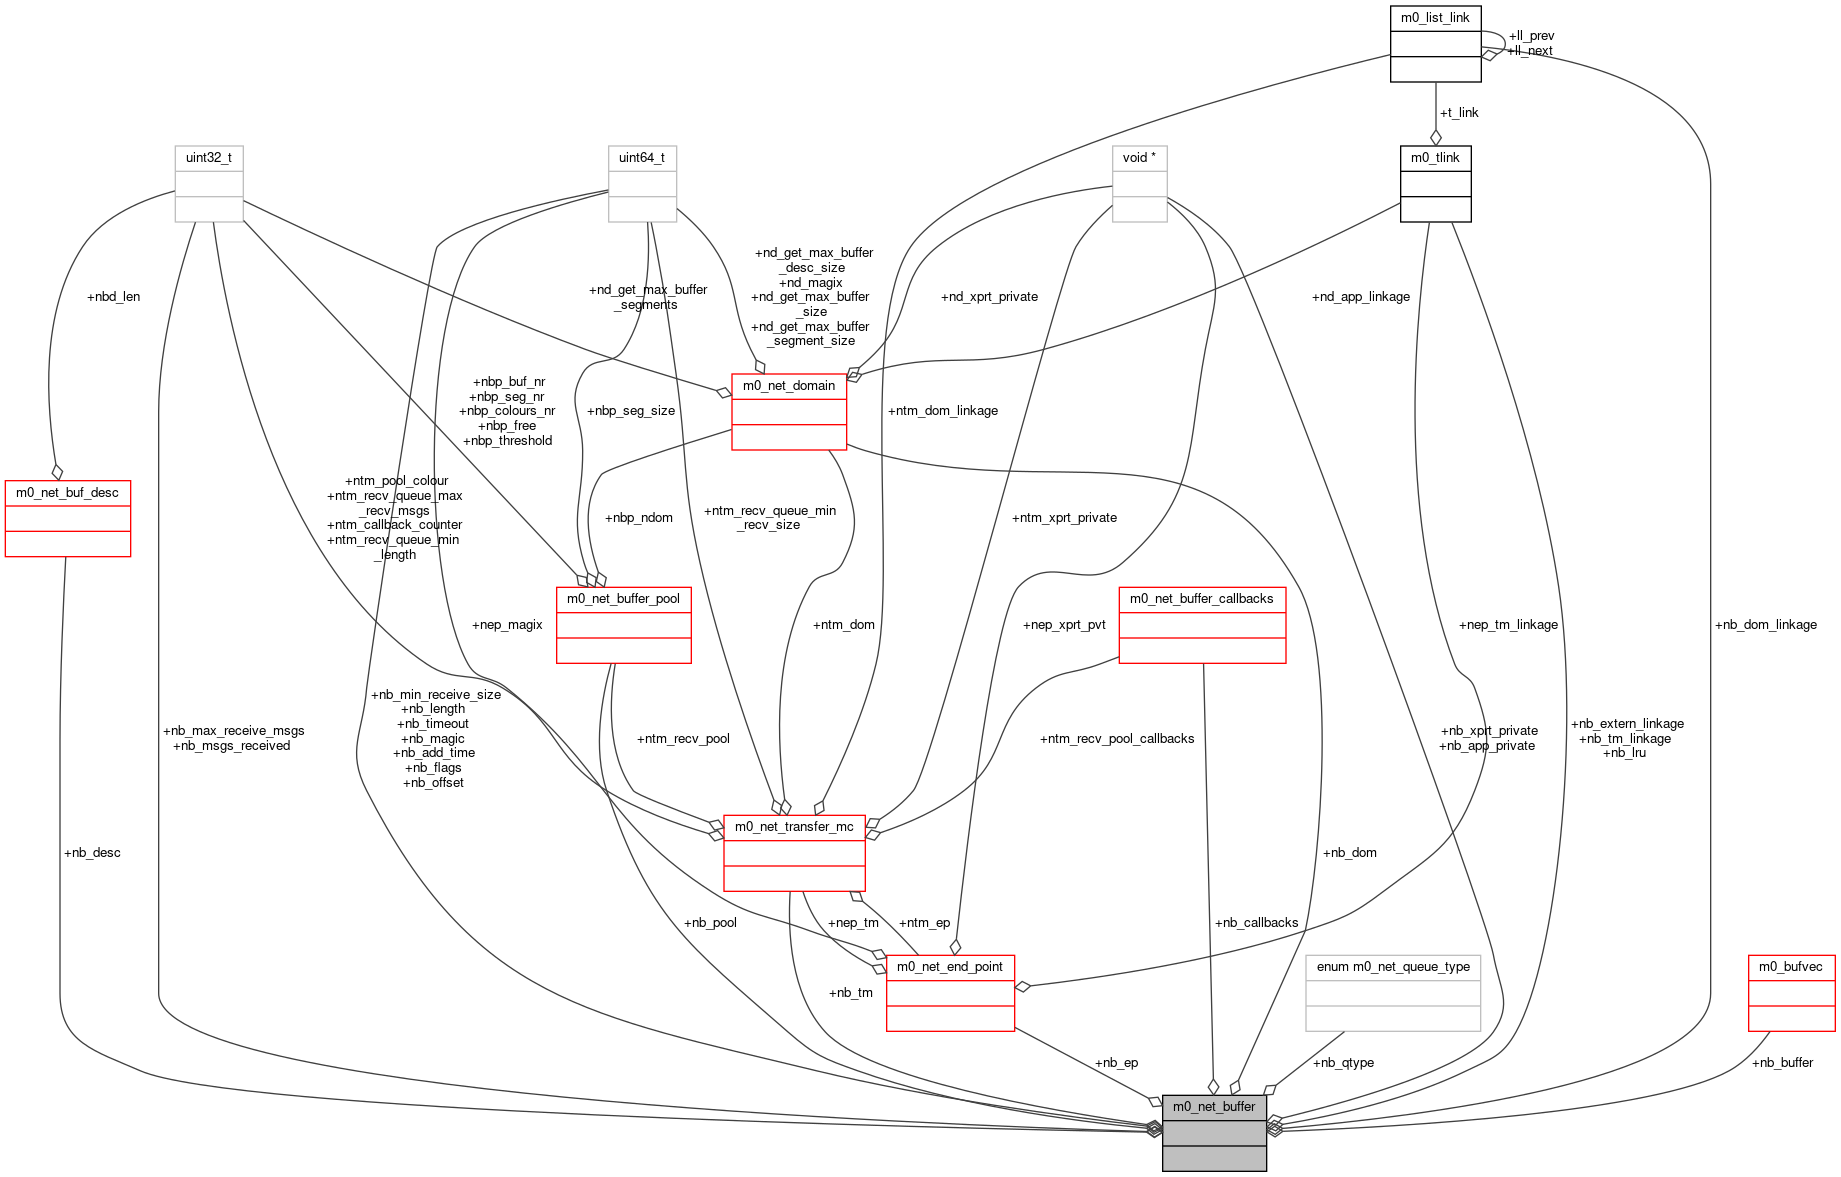 m0_list_link
+ll_prev
+ll_next
+t_link
uint32_t
uint64_t
void *
m0_tlink
+nbd_len
+nd_get_max_buffer
_segments
+nd_get_max_buffer
_desc_size
+nd_magix
+nd_get_max_buffer
_size
+nd_get_max_buffer
_segment_size
+nd_xprt_private
+nd_app_linkage
m0_net_domain
+nbp_buf_nr
+nbp_seg_nr
+nbp_colours_nr
+nbp_free
+nbp_threshold
+nbp_seg_size
+ntm_dom_linkage
m0_net_buf_desc
+ntm_pool_colour
+ntm_recv_queue_max
_recv_msgs
+ntm_callback_counter
+ntm_recv_queue_min
_length
+nbp_ndom
+ntm_recv_queue_min
_recv_size
+ntm_xprt_private
m0_net_buffer_pool
m0_net_buffer_callbacks
+nep_magix
+ntm_dom
+nep_xprt_pvt
+nep_tm_linkage
+nb_dom_linkage
+nb_max_receive_msgs
+nb_msgs_received
+nb_min_receive_size
+nb_length
+nb_timeout
+nb_magic
+nb_add_time
+nb_flags
+nb_offset
+ntm_recv_pool
+ntm_recv_pool_callbacks
+nb_xprt_private
+nb_app_private
+nb_extern_linkage
+nb_tm_linkage
+nb_lru
m0_net_transfer_mc
+nb_desc
+nb_dom
+nb_pool
+nep_tm
+ntm_ep
+nb_callbacks
m0_net_end_point
enum m0_net_queue_type
m0_bufvec
+nb_tm
+nb_ep
+nb_qtype
+nb_buffer
m0_net_buffer